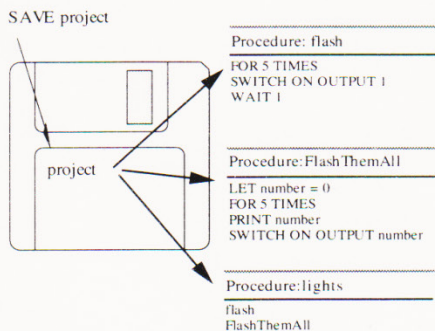 SAVE project
project
Procedure: flash
FOR 5 TIMES
SWITCH ON OUTPUT 1
WAIT 1
Procedure:FlashThemAll
LET number = 0
FOR 5 TIMES
PRINT number
SWITCH ON OUTPUT number
Procedure:lights
flash
FlashThemAll